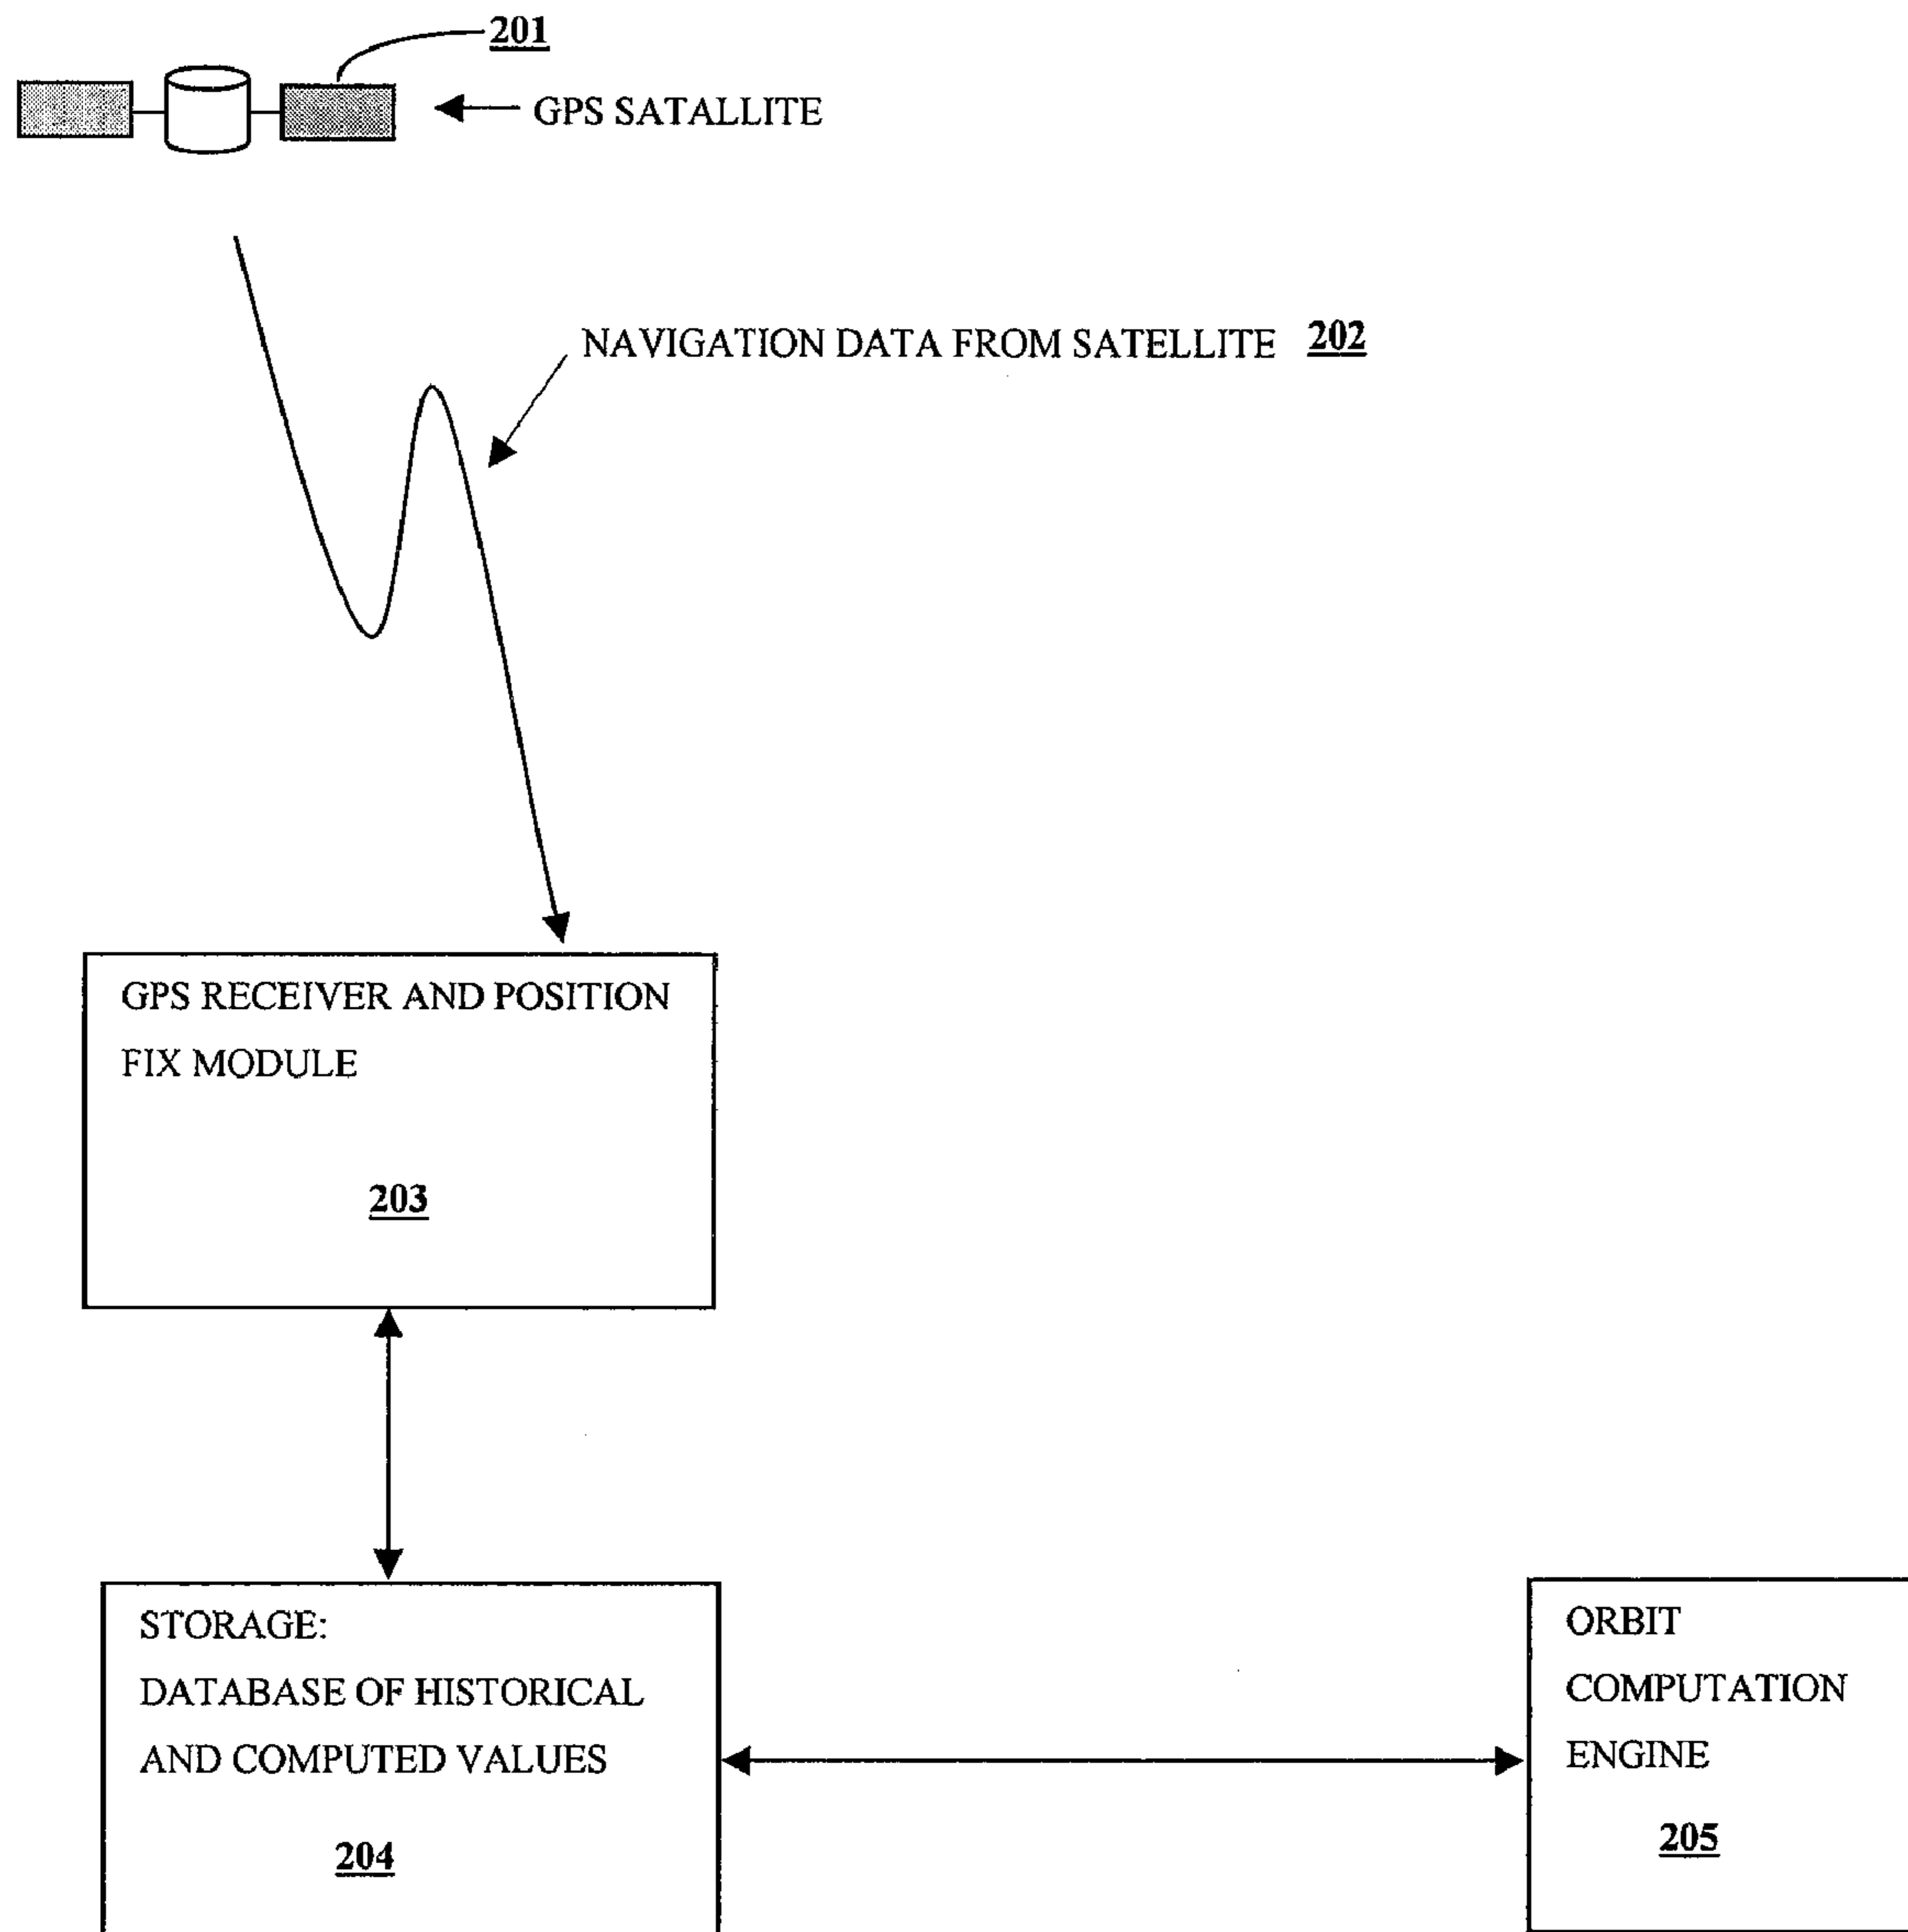 201
GPS SATALLITE
NAVIGATION DATA FROM SATELLITE 202
GPS RECEIVER AND POSITION
FIX MODULE
203
STORAGE:
DATABASE OF HISTORICAL
AND COMPUTED VALUES
204
ORBIT
COMPUTATION
ENGINE
205